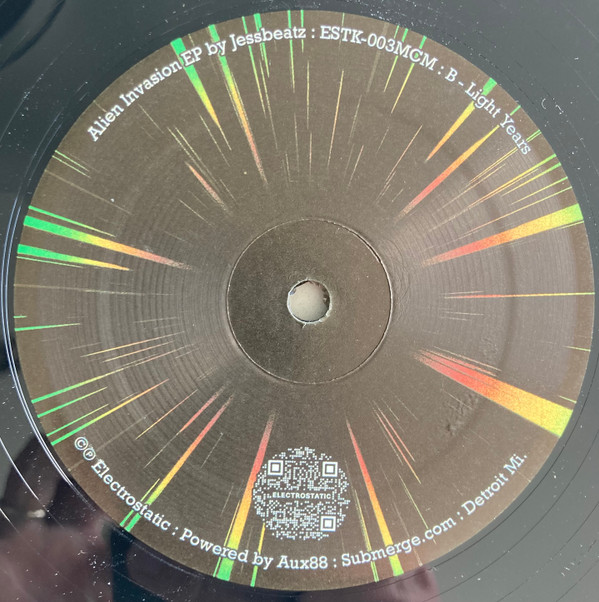 Alien Invasion EP by Jessbeatz : ESTK-003MCM : B - Light Years
ELECTROSTATIC
©℗ Electrostatic : Powered by Aux88 : Submerge.com : Detroit Mi.